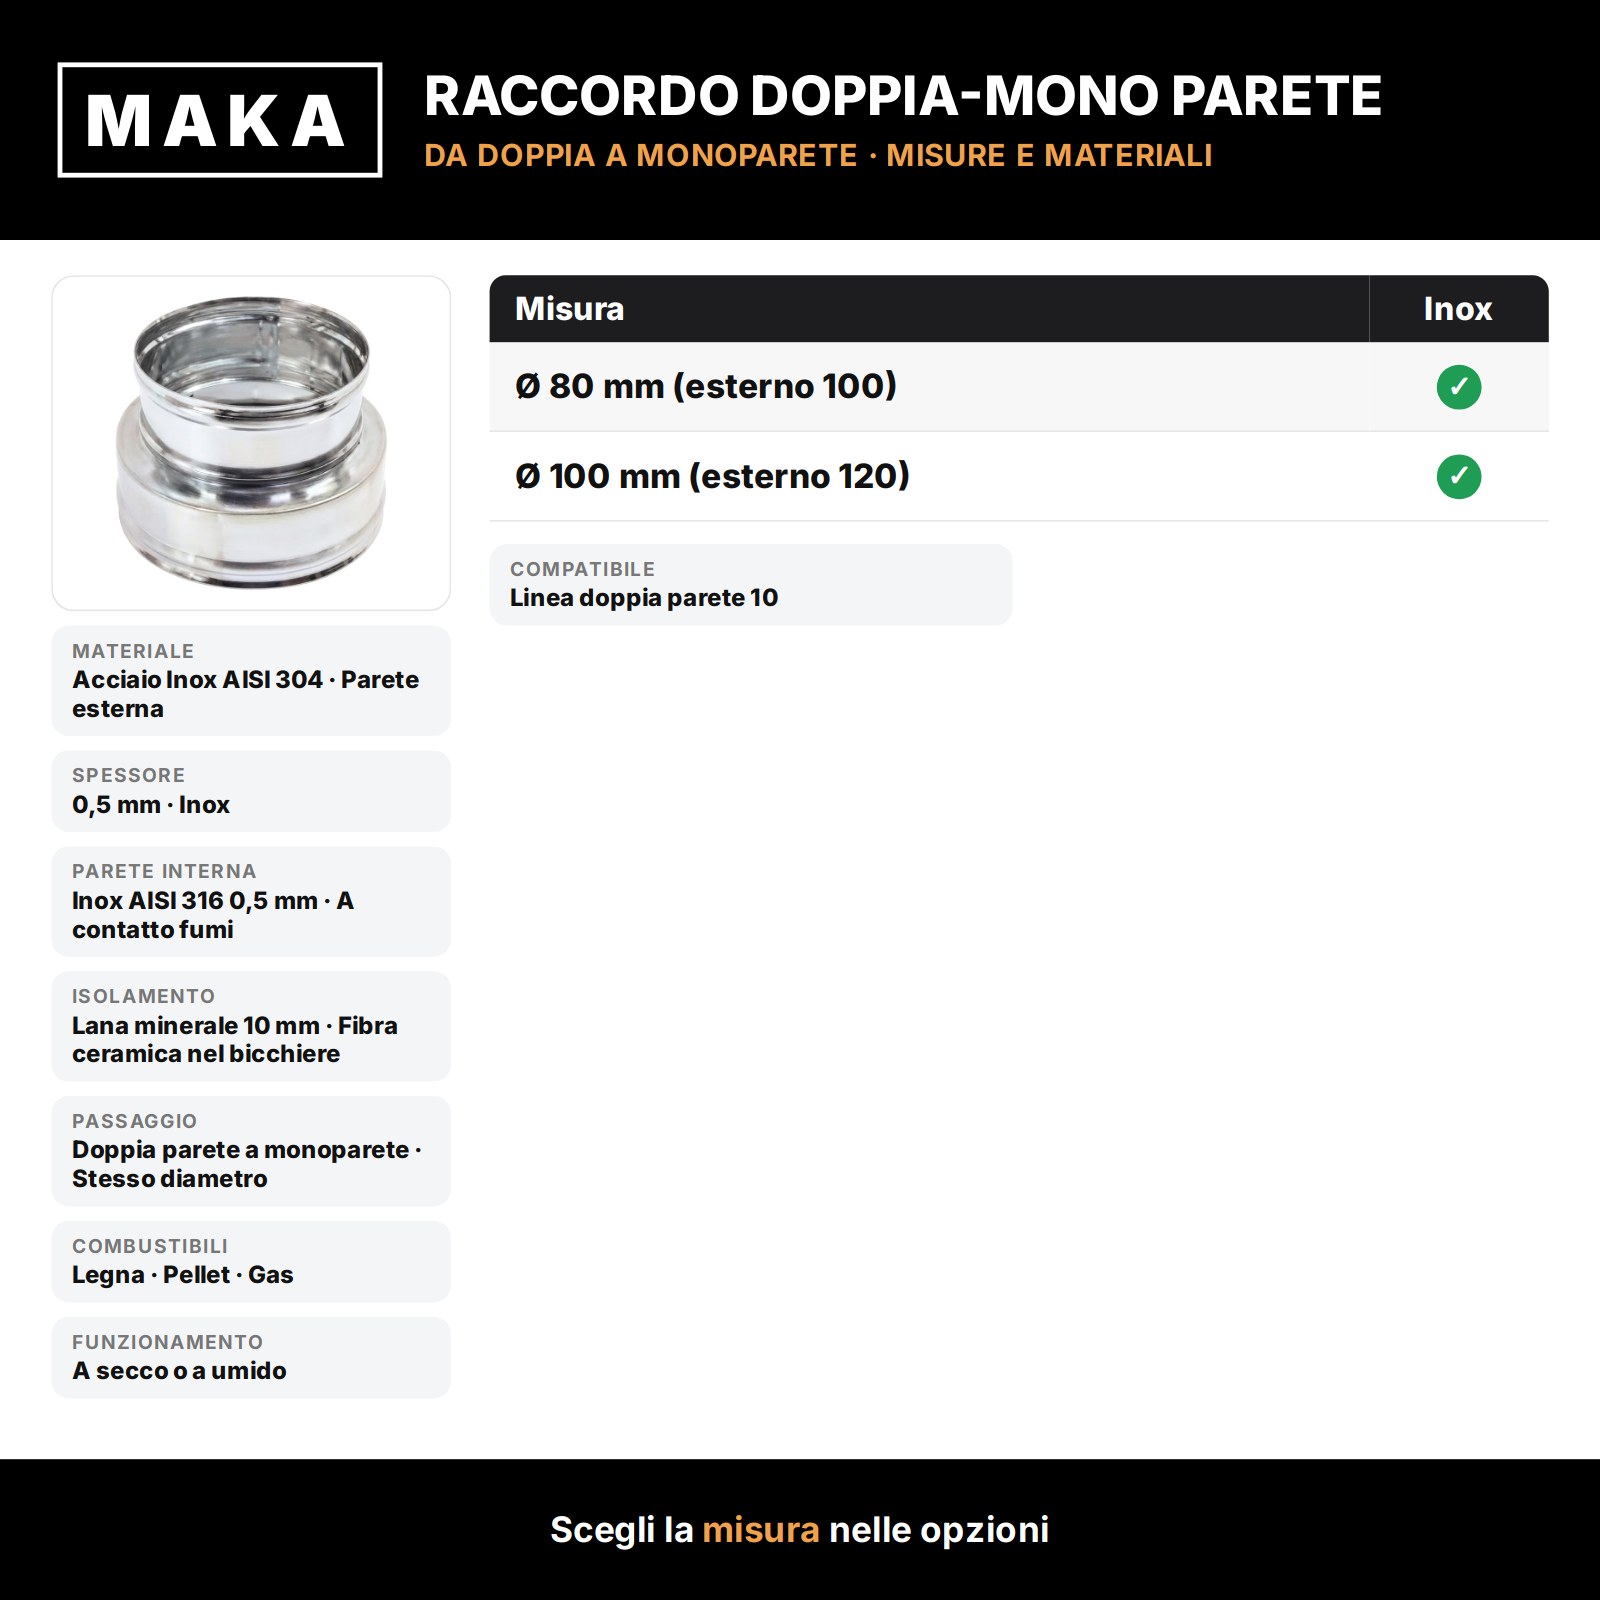 MAKA
RACCORDO DOPPIA-MONO PARETE
DA DOPPIA A MONOPARETE · MISURE E MATERIALI
Misura Inox
Ø 80 mm (esterno 100) ✓
Ø 100 mm (esterno 120) ✓
COMPATIBILE
Linea doppia parete 10
MATERIALE
Acciaio Inox AISI 304 · Parete
esterna
SPESSORE
0,5 mm · Inox
PARETE INTERNA
Inox AISI 316 0,5 mm · A
contatto fumi
ISOLAMENTO
Lana minerale 10 mm · Fibra
ceramica nel bicchiere
PASSAGGIO
Doppia parete a monoparete ·
Stesso diametro
COMBUSTIBILI
Legna · Pellet · Gas
FUNZIONAMENTO
A secco o a umido
Scegli la misura nelle opzioni